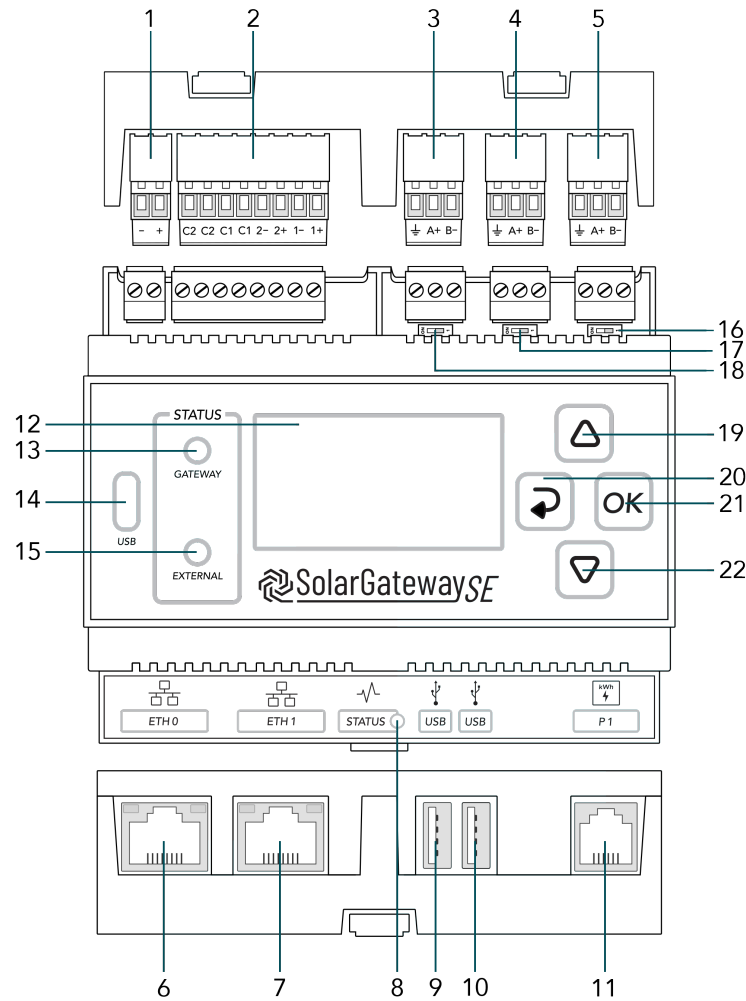 1 2 3 4 5
− + C2 C2 C1 C1 2− 2+ 1− 1+ A+ B− A+ B− A+ B−
16
17
18
STATUS
12
13
GATEWAY
14
USB
15
EXTERNAL
19
20
OK
21
22
SolarGatewaySE
kWh
ETH 0 ETH 1 STATUS USB USB P 1
6 7 8 9 10 11